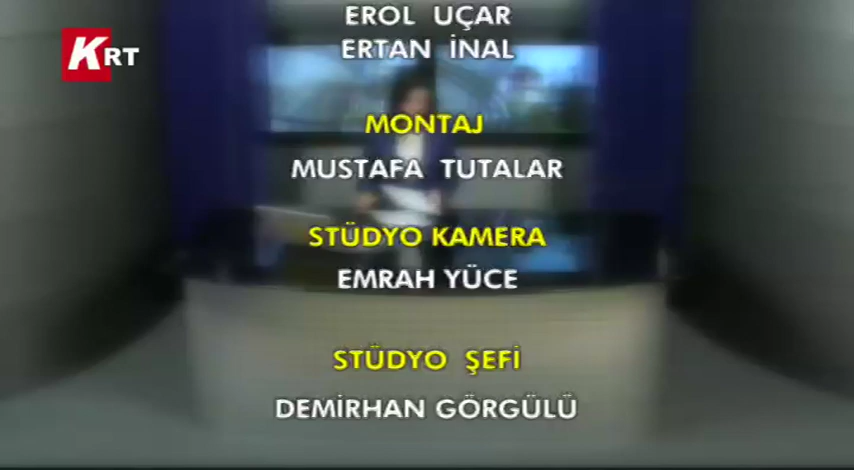 EROL UÇAR
ERTAN İNAL
KRT
MONTAJ
MUSTAFA TUTALAR
STÜDYO KAMERA
EMRAH YÜCE
STÜDYO ŞEFİ
DEMİRHAN GÖRGÜLÜ